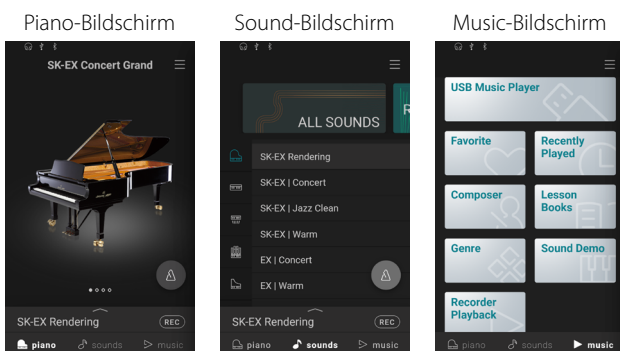 Piano-Bildschirm
SK-EX Concert Grand
SK-EX Rendering
REC
piano
sounds
music
Sound-Bildschirm
ALL SOUNDS
R
SK-EX Rendering
SK-EX | Concert
SK-EX | Jazz Clean
SK-EX | Warm
EX | Concert
EX | Warm
SK-EX Rendering
REC
piano
sounds
music
Music-Bildschirm
USB Music Player
Favorite
Recently
Played
Composer
Lesson
Books
Genre
Sound Demo
Recorder
Playback
piano
sounds
music